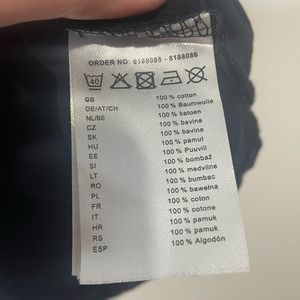 ORDER NO: 8188085 - 8188086
40
GB 100 % cotton
DE/AT/CH 100 % Baumwolle
NL/BE 100 % katoen
CZ 100 % bavlna
SK 100 % bavlna
HU 100 % pamut
EE 100 % Puuvill
SI 100 % bombaž
LT 100 % medvilne
RO 100 % bumbac
PL 100 % bawełna
FR 100 % coton
IT 100 % cotone
HR 100 % pamuk
RS 100 % pamuk
ESP 100 % Algodón